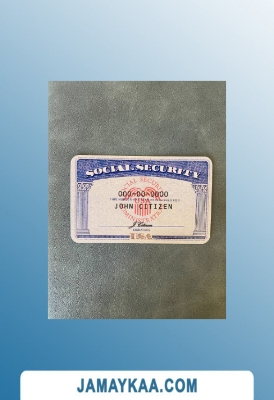 SOCIAL SECURITY
000-00-0000
JOHN CITIZEN
JAMAYKAA.COM